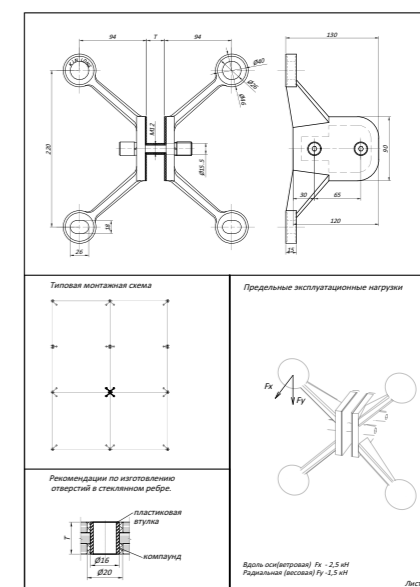 94
T
94
130
Ø40
Ø26
Ø16
220
M12
Ø15.5
90
30
65
18
26
120
15
Типовая монтажная схема
Предельные эксплуатационные нагрузки
Fx
Fy
Рекомендации по изготовлению
отверстий в стеклянном ребре.
пластиковая
втулка
T
Ø16
компаунд
Ø20
Вдоль оси(ветровая) Fx - 2,5 кН
Радиальная (весовая) Fy -1,5 кН
Лист